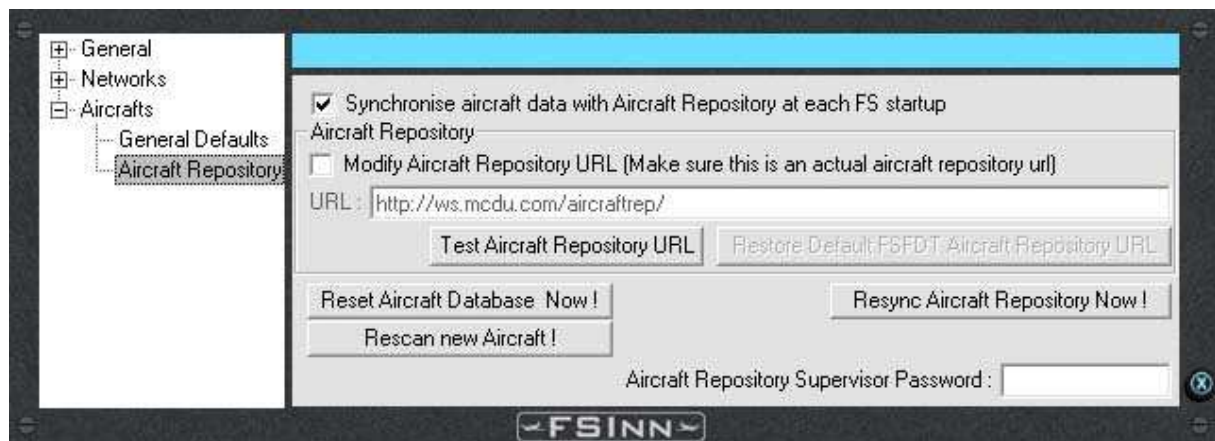 General
Networks
Aircrafts
General Defaults
Aircraft Repository
Synchronise aircraft data with Aircraft Repository at each FS startup
Aircraft Repository
Modify Aircraft Repository URL (Make sure this is an actual aircraft repository url)
URL : http://ws.mcdu.com/aircraftrep/
Test Aircraft Repository URL Restore Default FSFDT Aircraft Repository URL
Reset Aircraft Database Now ! Resync Aircraft Repository Now !
Rescan new Aircraft !
Aircraft Repository Supervisor Password :
X
FSINN